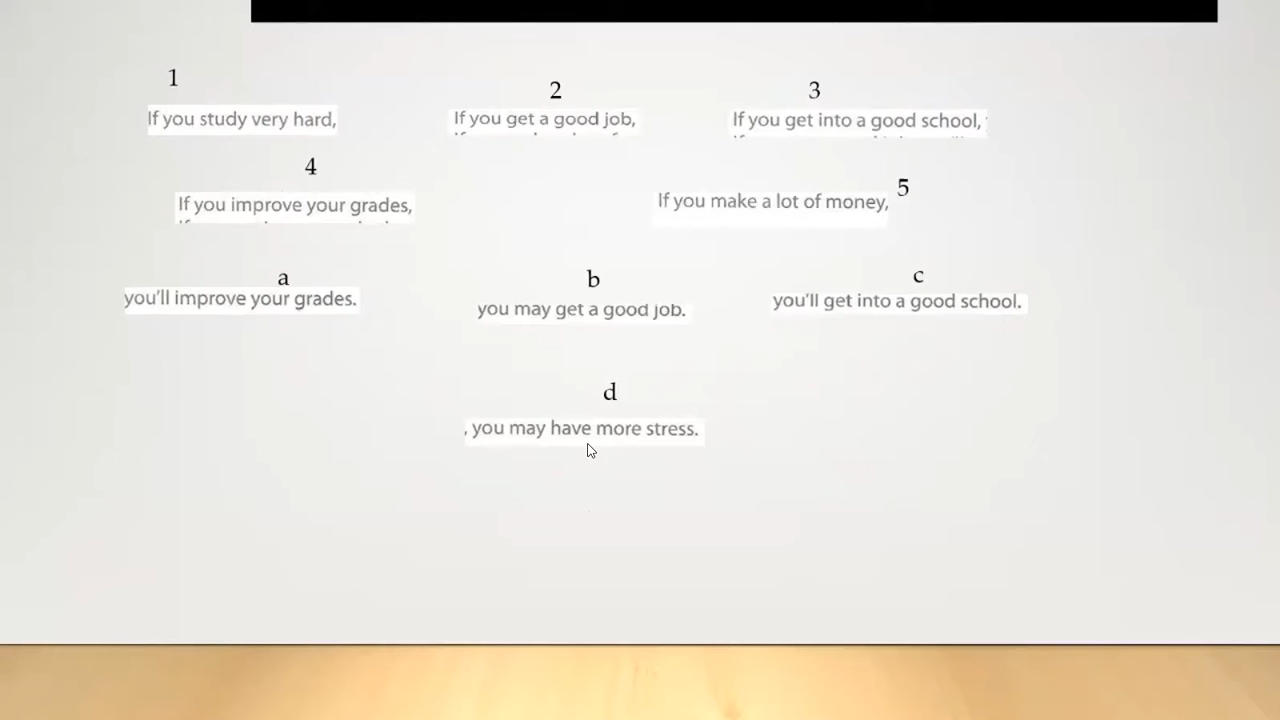 1
2
3
If you study very hard,
If you get a good job,
If you get into a good school,
4
5
If you improve your grades,
If you make a lot of money,
a
b
c
you'll improve your grades.
you may get a good job.
you'll get into a good school.
d
, you may have more stress.